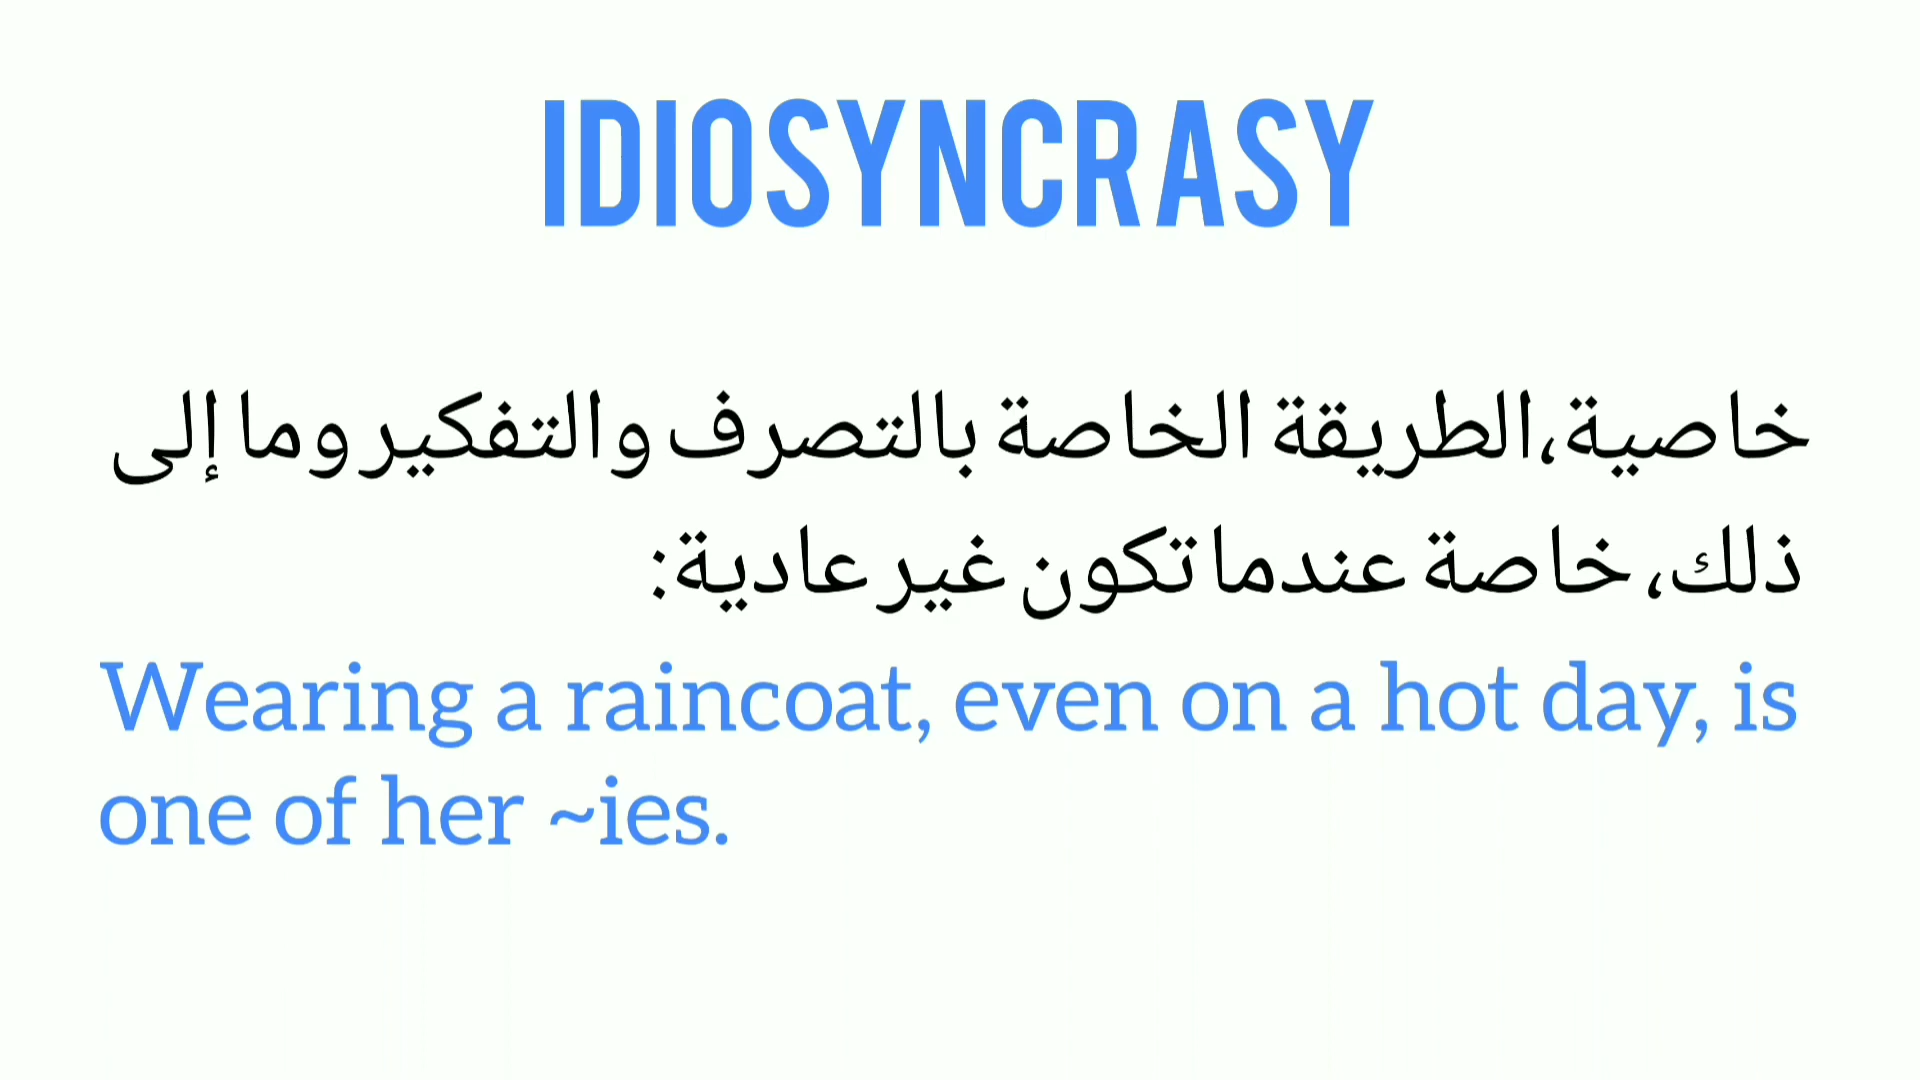 IDIOSYNCRASY
خاصية،الطريقة الخاصة بالتصرف والتفكير وما إلى
ذلك، خاصة عندما تكون غير عادية:
Wearing a raincoat, even on a hot day, is
one of her ~ies.